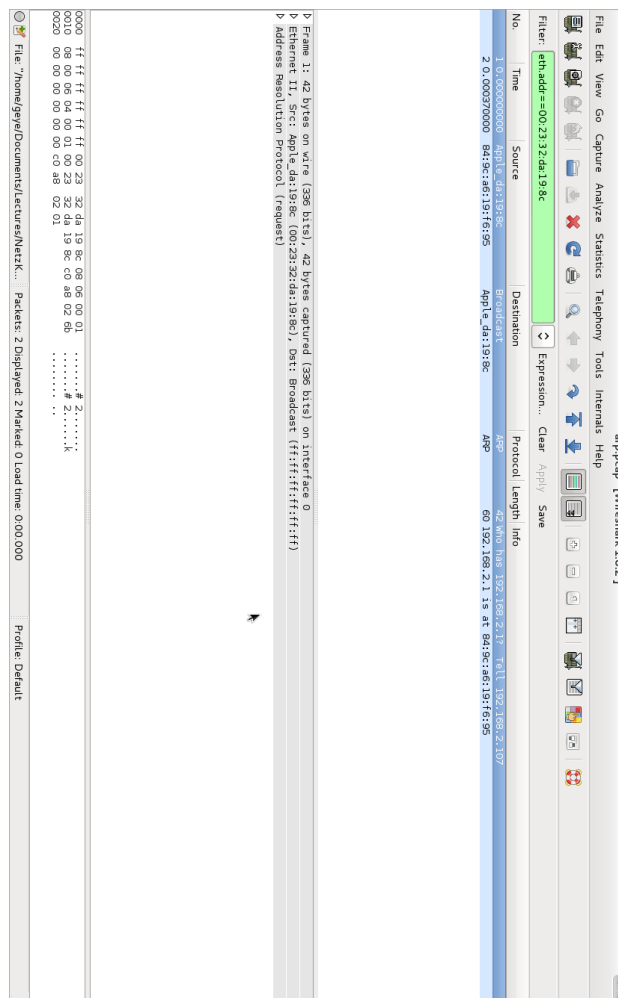 arp.pcap [Wireshark 1.8.2 ]
File Edit View Go Capture Analyze Statistics Telephony Tools Internals Help
Filter: eth.addr==00:23:32:da:19:8c Expression... Clear Apply Save
No. Time Source Destination Protocol Length Info
1 0.000000000 Apple_da:19:8c Broadcast ARP 42 Who has 192.168.2.1? Tell 192.168.2.107
2 0.000370000 84:9c:a6:19:f6:95 Apple_da:19:8c ARP 60 192.168.2.1 is at 84:9c:a6:19:f6:95
Frame 1: 42 bytes on wire (336 bits), 42 bytes captured (336 bits) on interface 0
Ethernet II, Src: Apple_da:19:8c (00:23:32:da:19:8c), Dst: Broadcast (ff:ff:ff:ff:ff:ff)
Address Resolution Protocol (request)
0000 ff ff ff ff ff ff 00 23 32 da 19 8c 08 06 00 01 .......# 2.......
0010 08 00 06 04 00 01 00 23 32 da 19 8c c0 a8 02 6b .......# 2......k
0020 00 00 00 00 00 00 c0 a8 02 01 ........ ..
File: "/home/geye/Documents/Lectures/NetzK... Packets: 2 Displayed: 2 Marked: 0 Load time: 0:00.000 Profile: Default